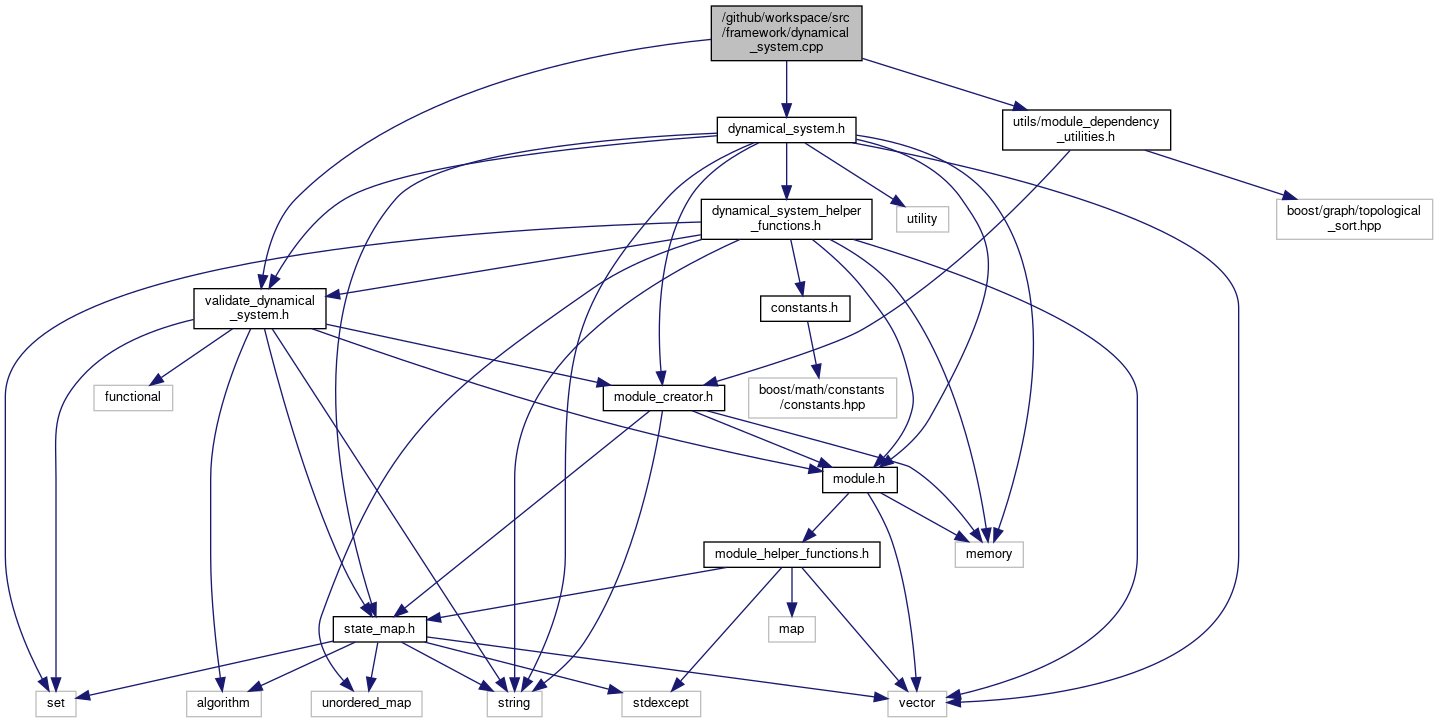 /github/workspace/src
/framework/dynamical
_system.cpp
dynamical_system.h
utils/module_dependency
_utilities.h
dynamical_system_helper
_functions.h
utility
boost/graph/topological
_sort.hpp
validate_dynamical
_system.h
constants.h
functional
module_creator.h
boost/math/constants
/constants.hpp
module.h
module_helper_functions.h
memory
state_map.h
map
set
algorithm
unordered_map
string
stdexcept
vector